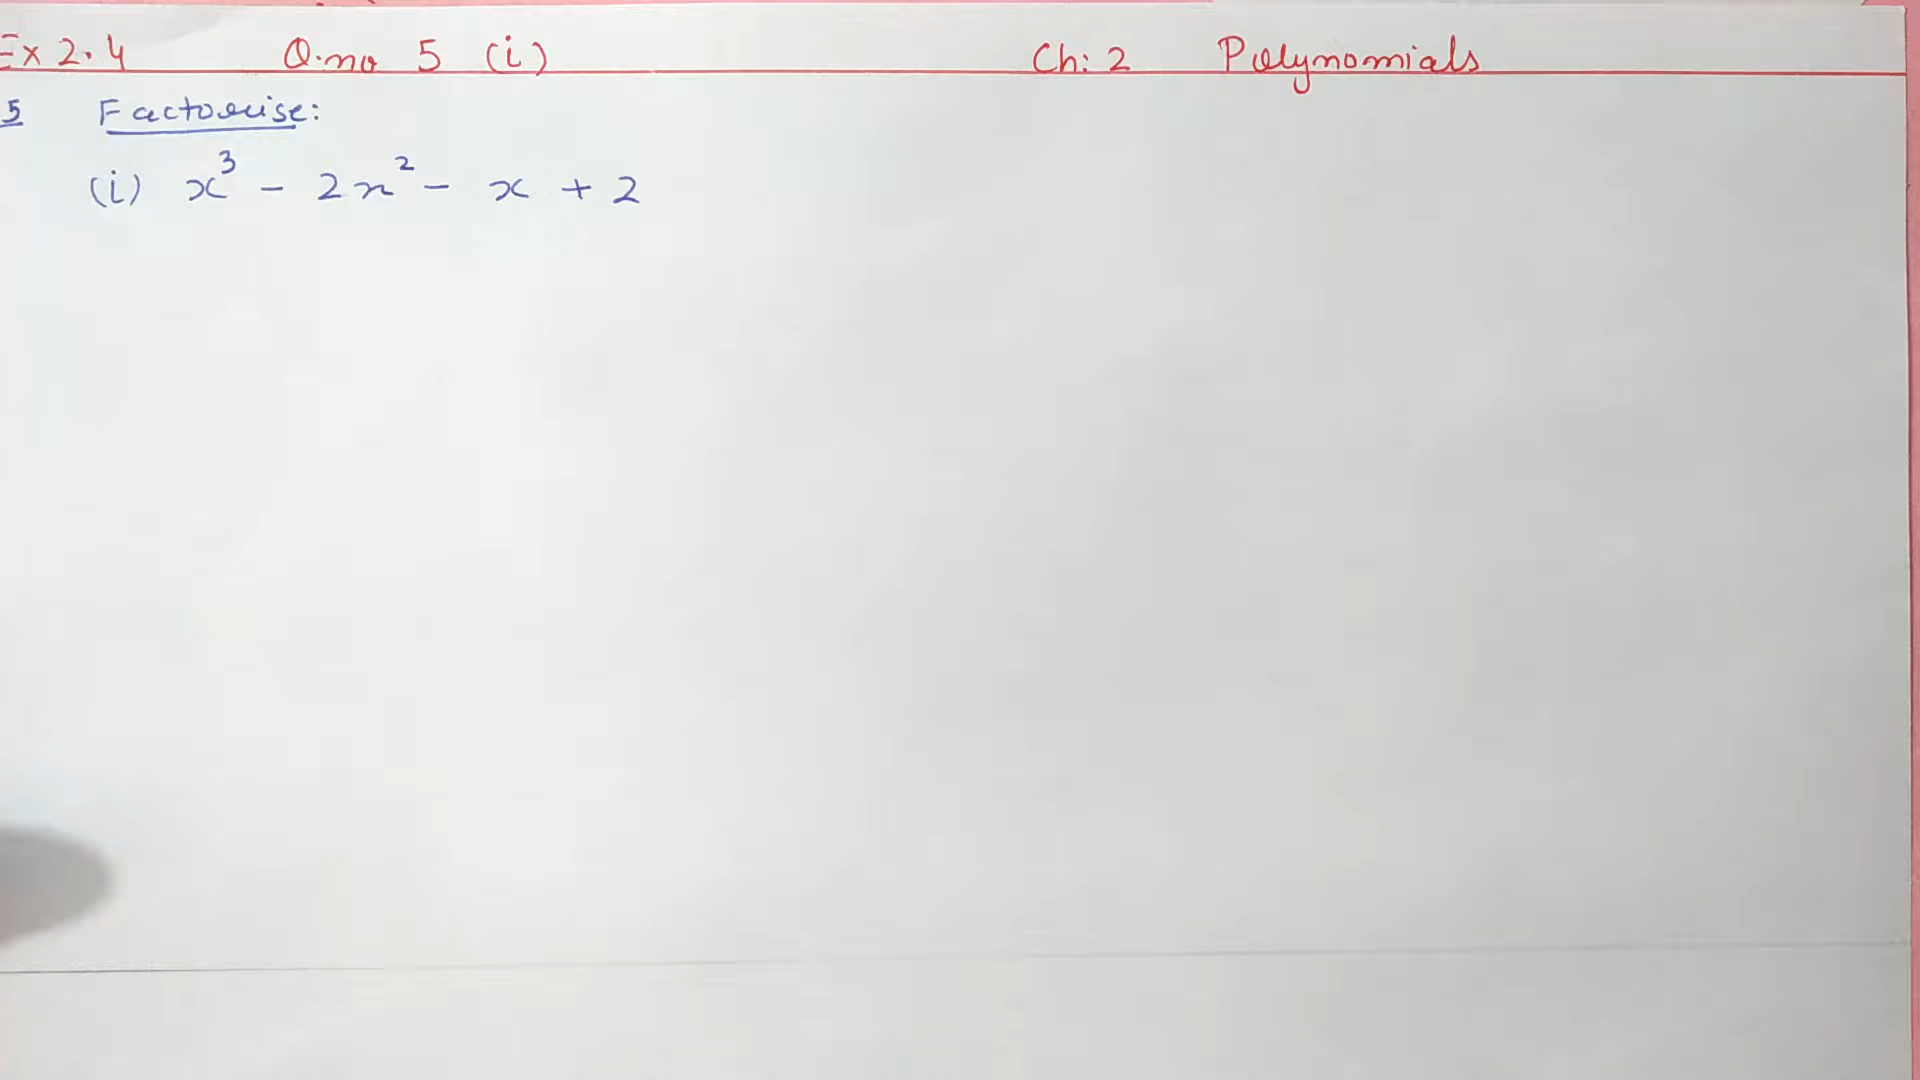 Ex 2.4 Q.no 5 (i) Ch: 2 Polynomials
5 Factorise:
(i) x³ - 2x² - x + 2